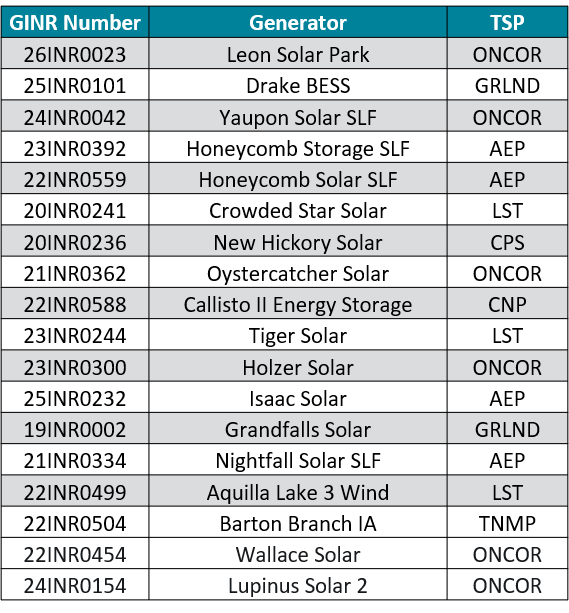 GINR Number Generator TSP
26INR0023 Leon Solar Park ONCOR
25INR0101 Drake BESS GRLND
24INR0042 Yaupon Solar SLF ONCOR
23INR0392 Honeycomb Storage SLF AEP
22INR0559 Honeycomb Solar SLF AEP
20INR0241 Crowded Star Solar LST
20INR0236 New Hickory Solar CPS
21INR0362 Oystercatcher Solar ONCOR
22INR0588 Callisto II Energy Storage CNP
23INR0244 Tiger Solar LST
23INR0300 Holzer Solar ONCOR
25INR0232 Isaac Solar AEP
19INR0002 Grandfalls Solar GRLND
21INR0334 Nightfall Solar SLF AEP
22INR0499 Aquilla Lake 3 Wind LST
22INR0504 Barton Branch IA TNMP
22INR0454 Wallace Solar ONCOR
24INR0154 Lupinus Solar 2 ONCOR